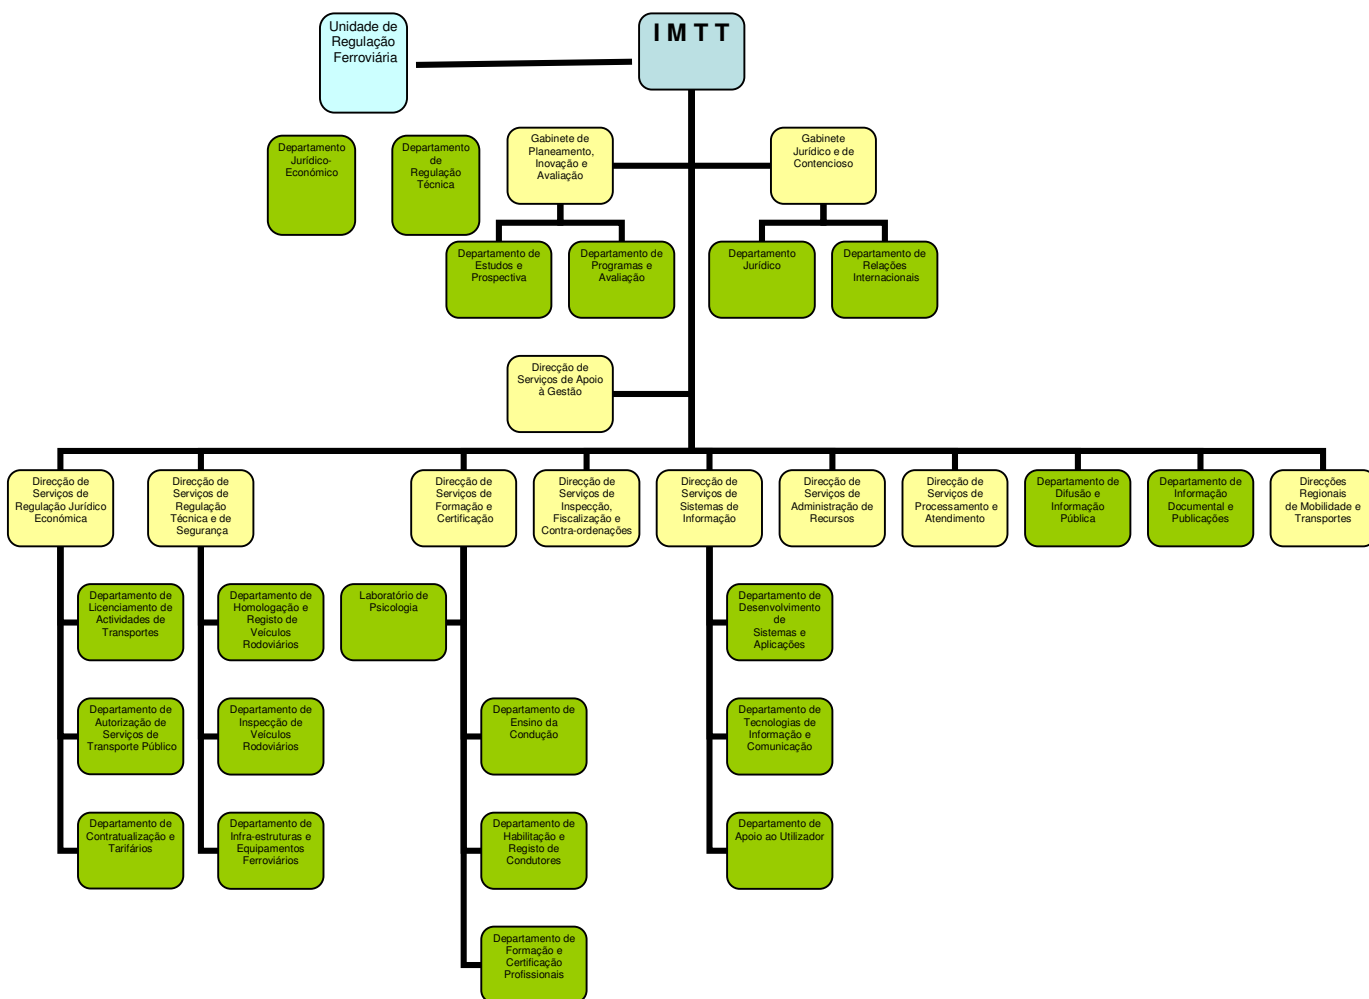 Unidade de
Regulação
Ferroviária
I M T T
Departamento
Jurídico-
Económico
Departamento
de
Regulação
Técnica
Gabinete de
Planeamento,
Inovação e
Avaliação
Gabinete
Jurídico e de
Contencioso
Departamento de
Estudos e
Prospectiva
Departamento de
Programas e
Avaliação
Departamento
Jurídico
Departamento de
Relações
Internacionais
Direcção de
Serviços de Apoio
à Gestão
Direcção de
Serviços de
Regulação Jurídico
Económica
Direcção de
Serviços de
Regulação
Técnica e de
Segurança
Direcção de
Serviços de
Formação e
Certificação
Direcção de
Serviços de
Inspecção,
Fiscalização e
Contra-ordenações
Direcção de
Serviços de
Sistemas de
Informação
Direcção de
Serviços de
Administração de
Recursos
Direcção de
Serviços de
Processamento e
Atendimento
Departamento de
Difusão e
Informação
Pública
Departamento de
Informação
Documental e
Publicações
Direcções
Regionais
de Mobilidade e
Transportes
Departamento de
Licenciamento de
Actividades de
Transportes
Departamento de
Homologação e
Registo de
Veículos
Rodoviários
Laboratório de
Psicologia
Departamento de
Desenvolvimento
de
Sistemas e
Aplicações
Departamento de
Autorização de
Serviços de
Transporte Público
Departamento de
Inspecção de
Veículos
Rodoviários
Departamento de
Ensino da
Condução
Departamento de
Tecnologias de
Informação e
Comunicação
Departamento de
Contratualização e
Tarifários
Departamento de
Infra-estruturas e
Equipamentos
Ferroviários
Departamento de
Habilitação e
Registo de
Condutores
Departamento de
Apoio ao Utilizador
Departamento de
Formação e
Certificação
Profissionais